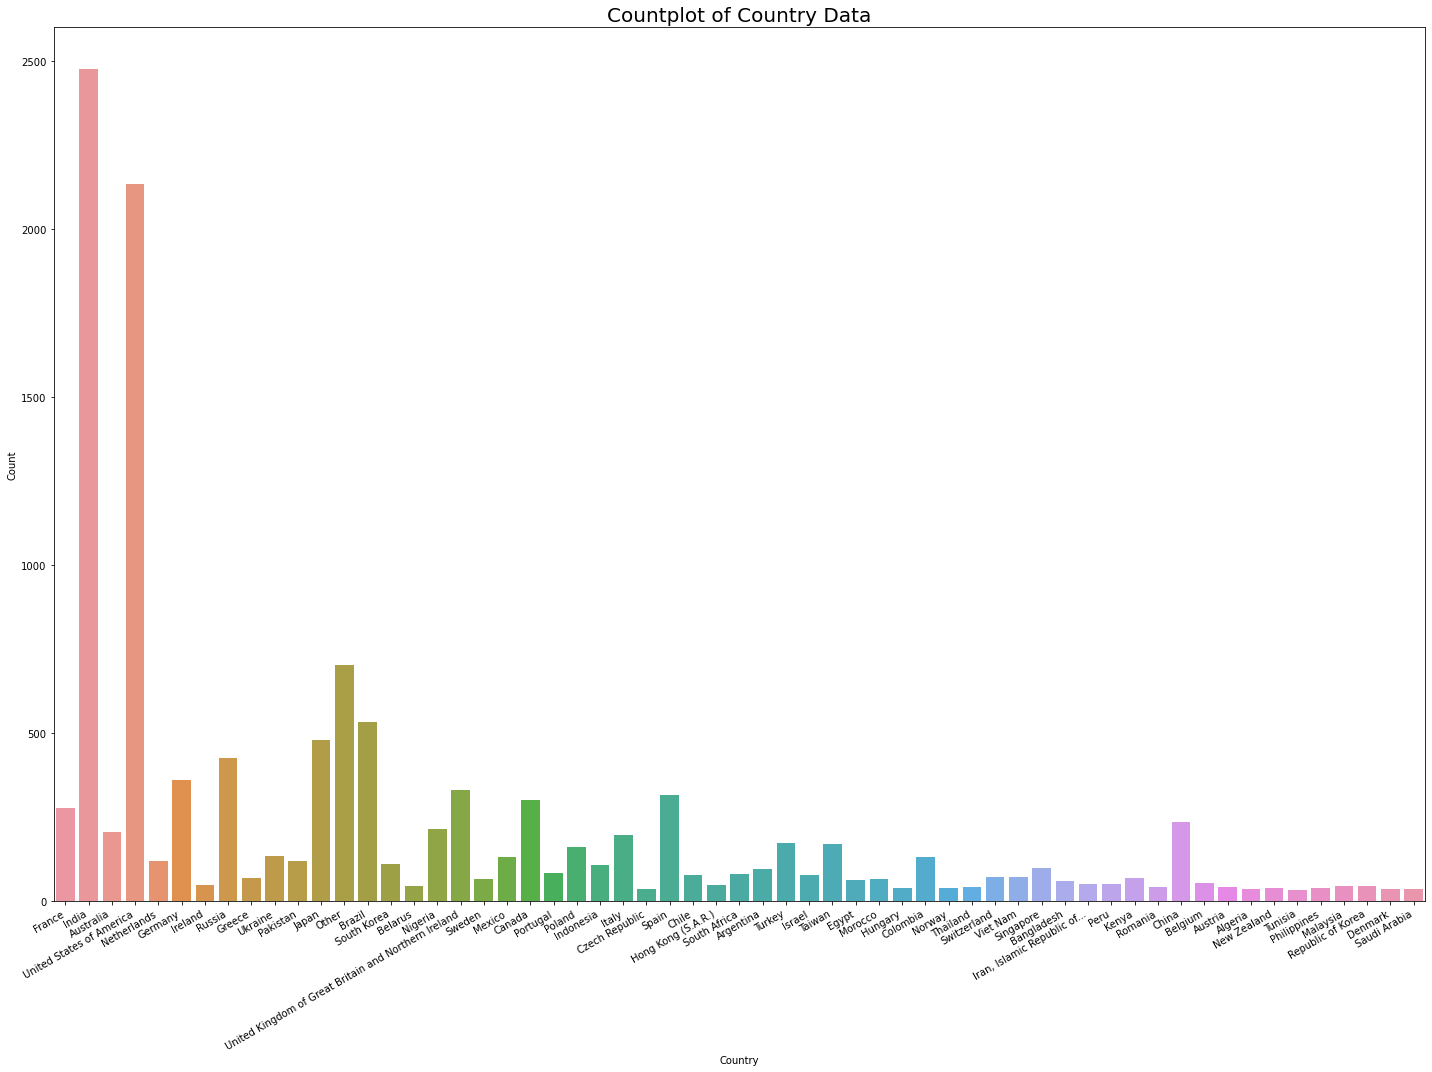 Countplot of Country Data
2500
2000
1500
1000
500
0
Count
France
India
Australia
United States of America
Netherlands
Germany
Ireland
Russia
Greece
Ukraine
Pakistan
Japan
Other
Brazil
South Korea
Belarus
Nigeria
United Kingdom of Great Britain and Northern Ireland
Sweden
Mexico
Canada
Portugal
Poland
Indonesia
Italy
Czech Republic
Spain
Chile
Hong Kong (S.A.R.)
South Africa
Argentina
Turkey
Israel
Taiwan
Egypt
Morocco
Hungary
Colombia
Norway
Thailand
Switzerland
Viet Nam
Singapore
Bangladesh
Iran, Islamic Republic of...
Peru
Kenya
Romania
China
Belgium
Austria
Algeria
New Zealand
Tunisia
Philippines
Malaysia
Republic of Korea
Denmark
Saudi Arabia
Country